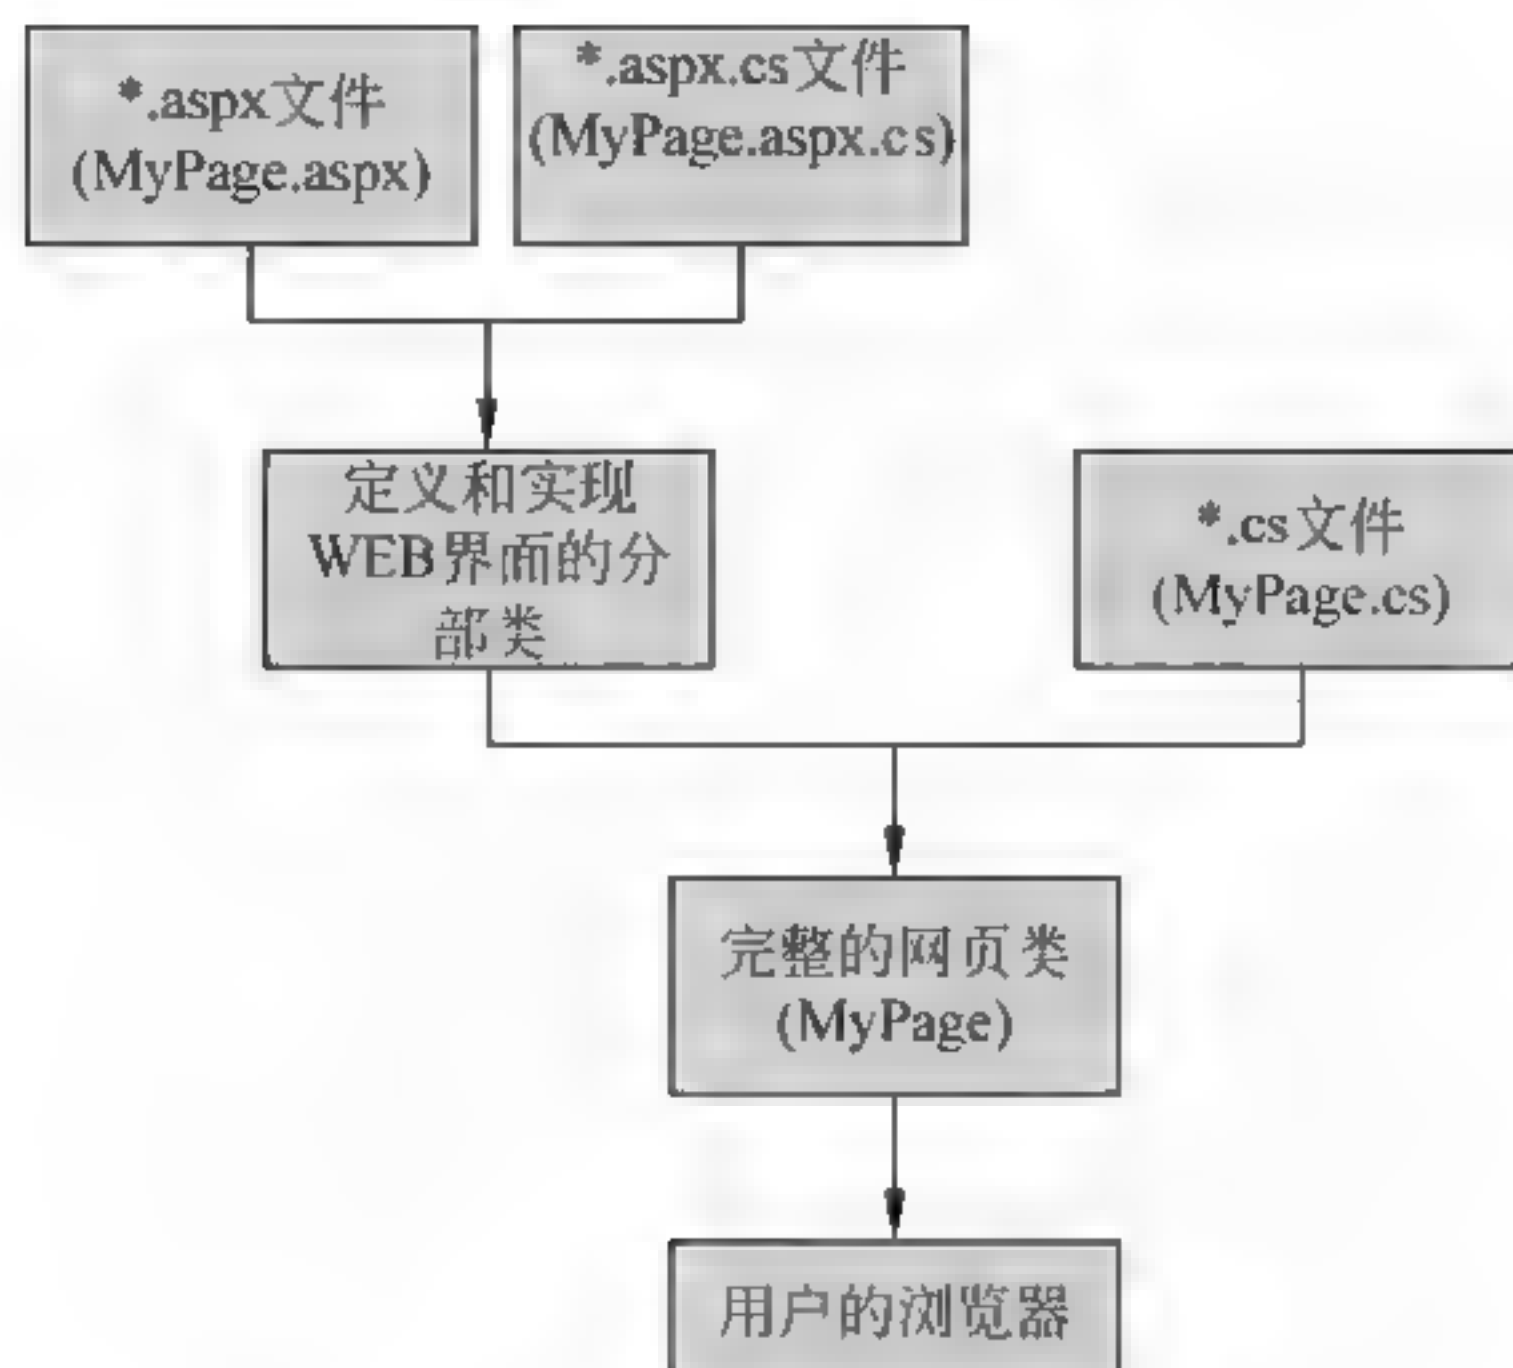 *.aspx文件
(MyPage.aspx)
*.aspx.cs文件
(MyPage.aspx.cs)
定义和实现
WEB界面的分
部类
*.cs文件
(MyPage.cs)
完整的网页类
(MyPage)
用户的浏览器